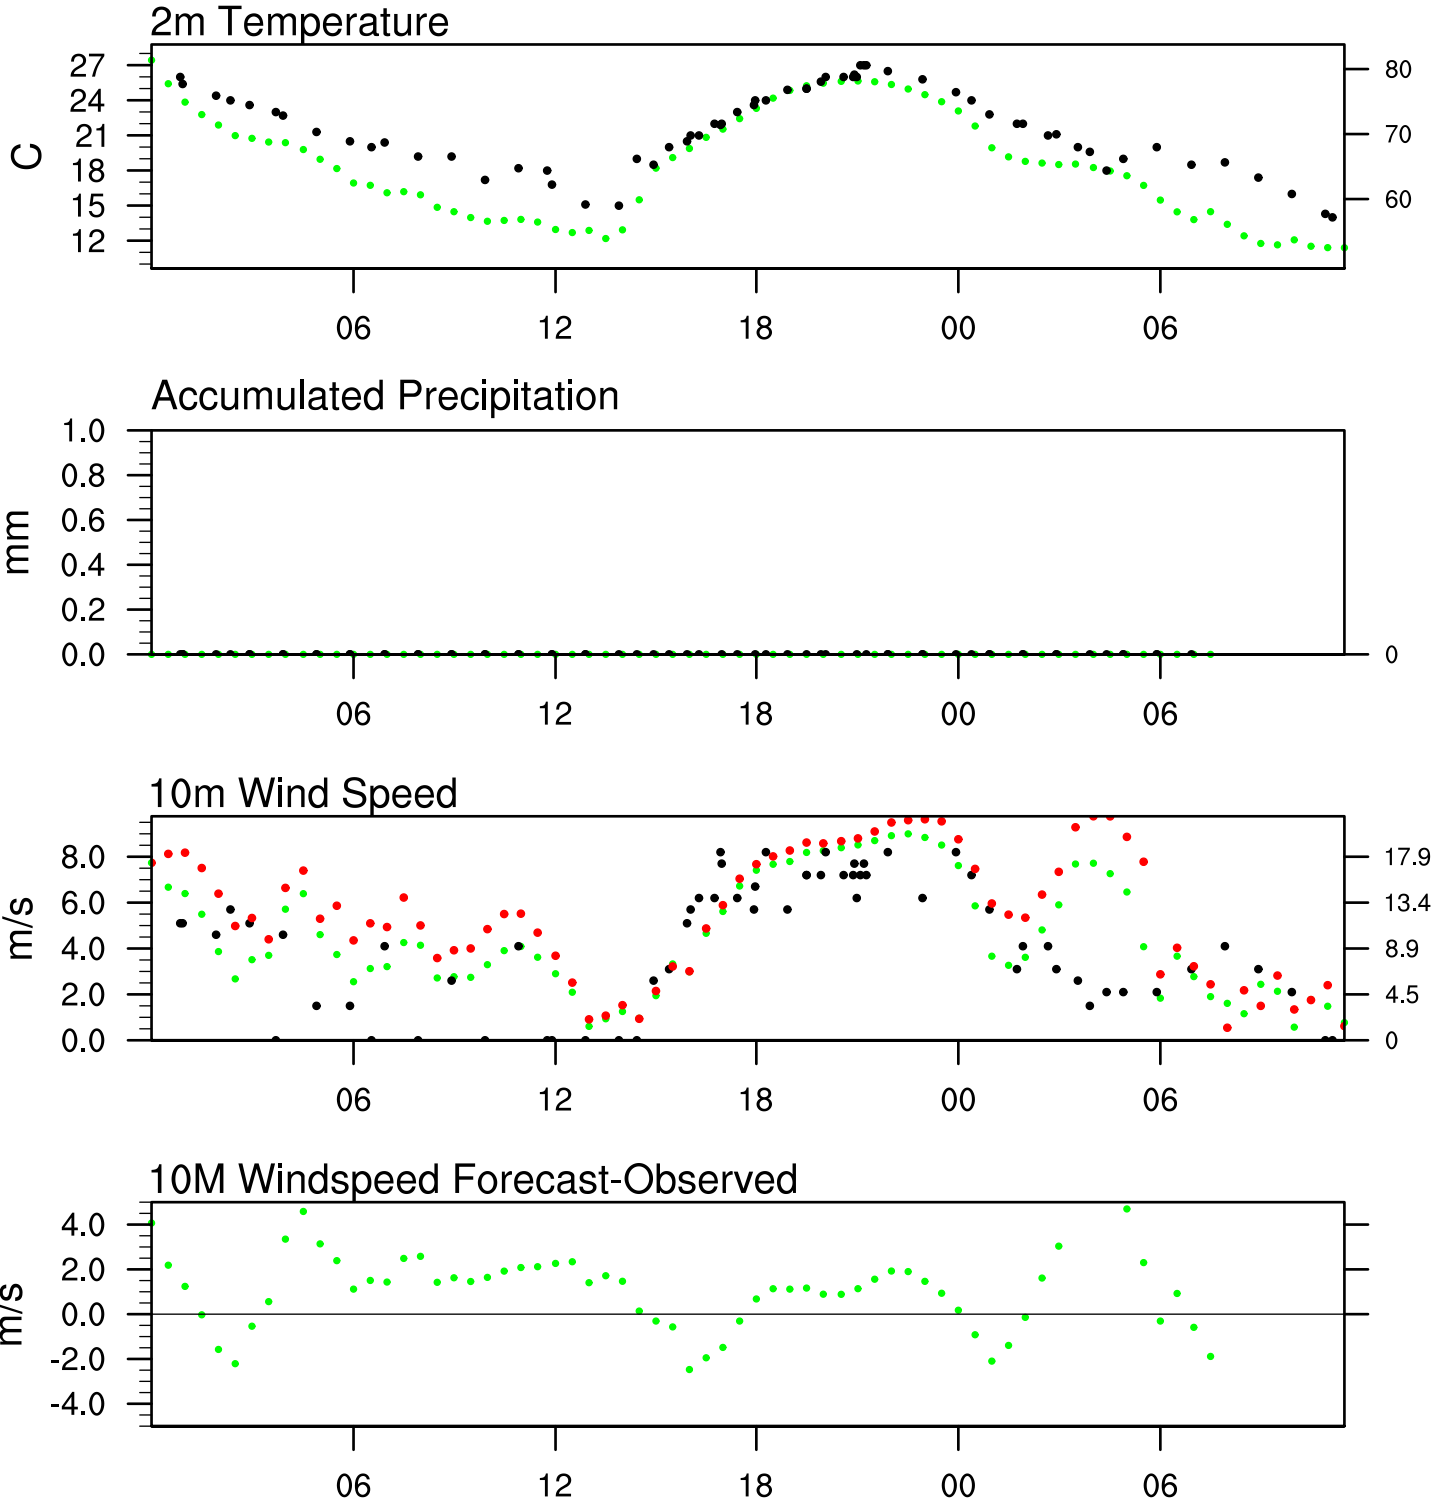 2m Temperature
27
24
21
18
15
12
C
80
70
60
06 12 18 00 06
Accumulated Precipitation
1.0
0.8
0.6
0.4
0.2
0.0
mm
0
06 12 18 00 06
10m Wind Speed
8.0
6.0
4.0
2.0
0.0
m/s
17.9
13.4
8.9
4.5
0
06 12 18 00 06
10M Windspeed Forecast-Observed
4.0
2.0
0.0
-2.0
-4.0
m/s
06 12 18 00 06